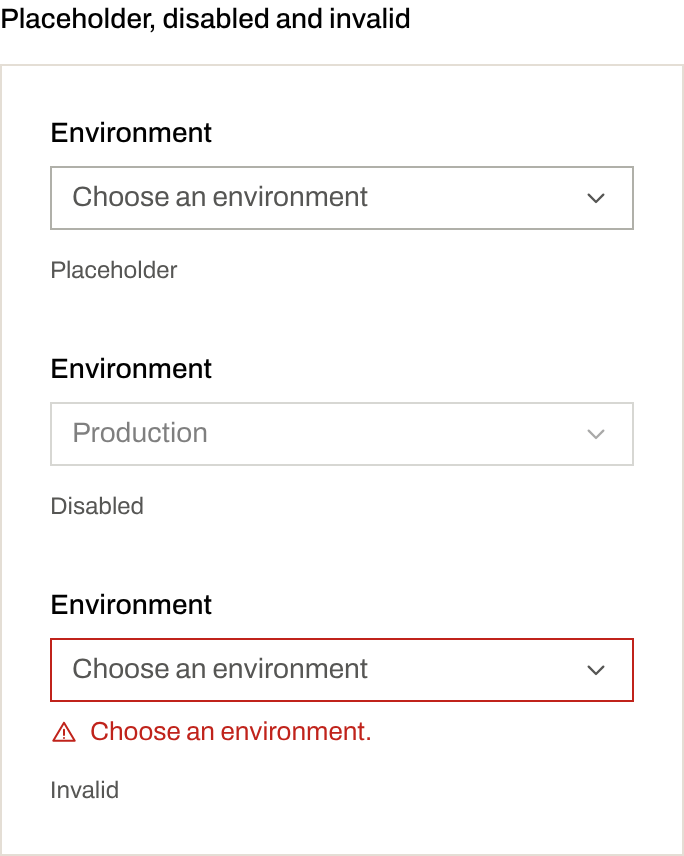 Placeholder, disabled and invalid
Environment
Choose an environment
Placeholder
Environment
Production
Disabled
Environment
Choose an environment
Choose an environment.
Invalid